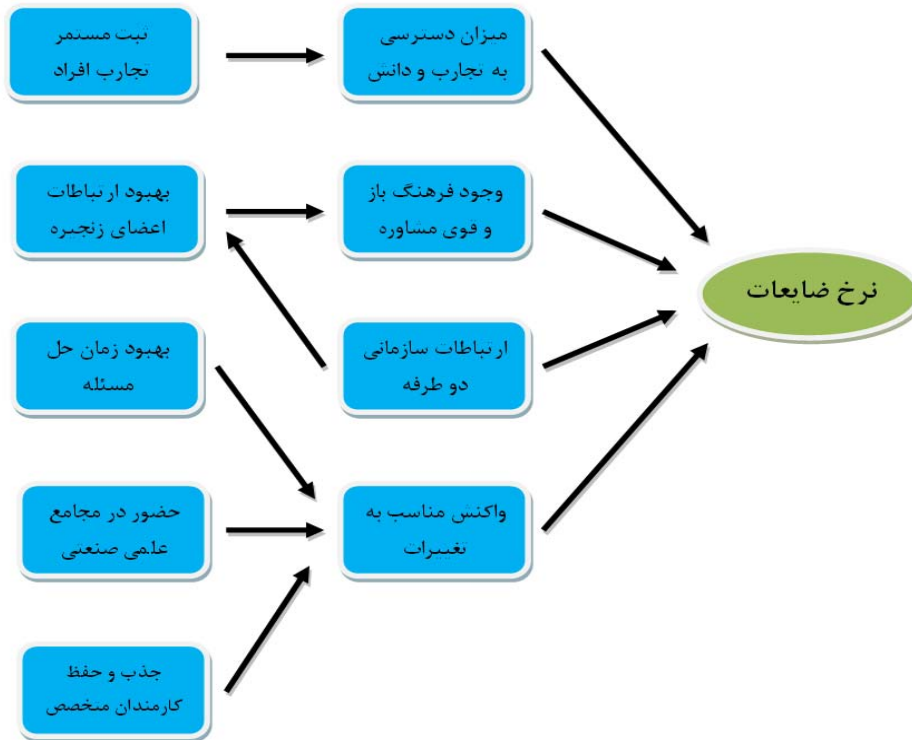 ثبت مستمر
تجارب افراد
میزان دسترسی
به تجارب و دانش
بهبود ارتباطات
اعضای زنجیره
وجود فرهنگ باز
و قوی مشاوره
نرخ ضایعات
بهبود زمان حل
مسئله
ارتباطات سازمانی
دو طرفه
حضور در مجامع
علمی صنعتی
واکنش مناسب به
تغییرات
جذب و حفظ
کارمندان متخصص